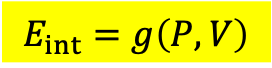 E_int = g(P, V)